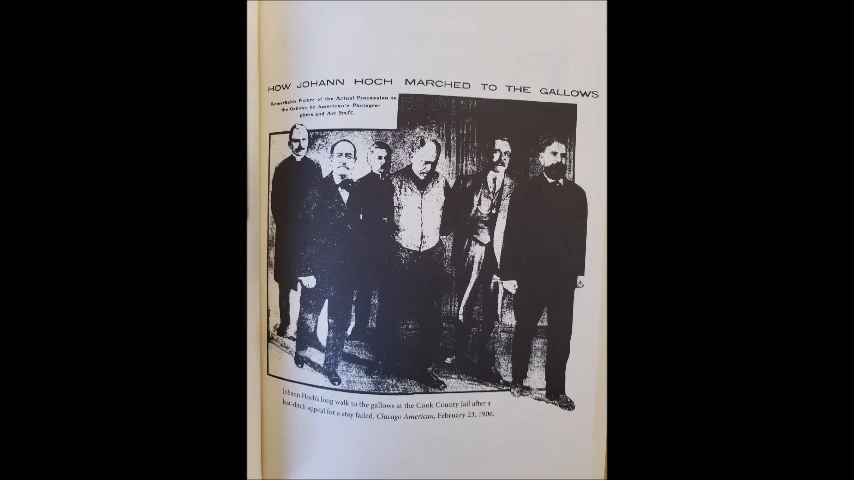 HOW JOHANN HOCH MARCHED TO THE GALLOWS
Remarkable Picture of the Actual Procession to
the Gallows by American's Photogra-
phers and Art Staff.
Johann Hoch's long walk to the gallows at the Cook County Jail after a
last-ditch appeal for a stay failed. Chicago American, February 23, 1906.